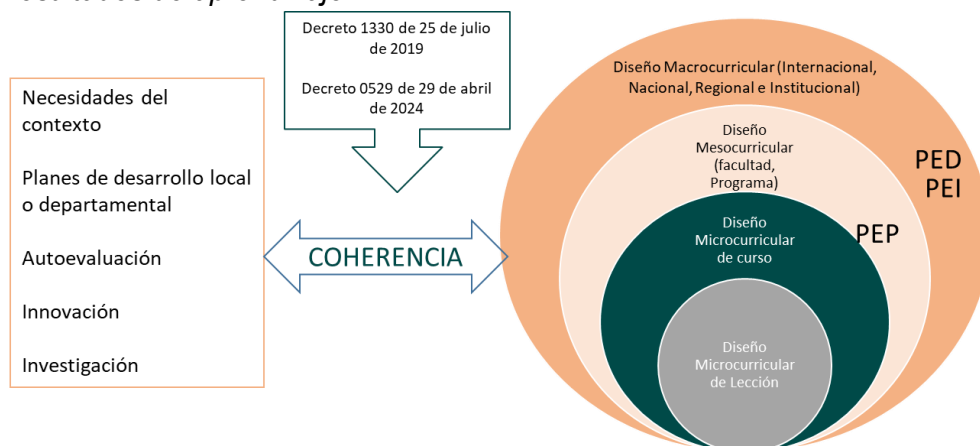 Decreto 1330 de 25 de julio
de 2019
Decreto 0529 de 29 de abril
de 2024
Necesidades del
contexto
Planes de desarrollo local
o departamental
Autoevaluación
Innovación
Investigación
COHERENCIA
Diseño Macrocurricular (Internacional,
Nacional, Regional e Institucional)
Diseño
Mesocurricular
(facultad,
Programa)
PED
PEI
Diseño
Microcurricular
de curso
PEP
Diseño
Microcurricular
de Lección